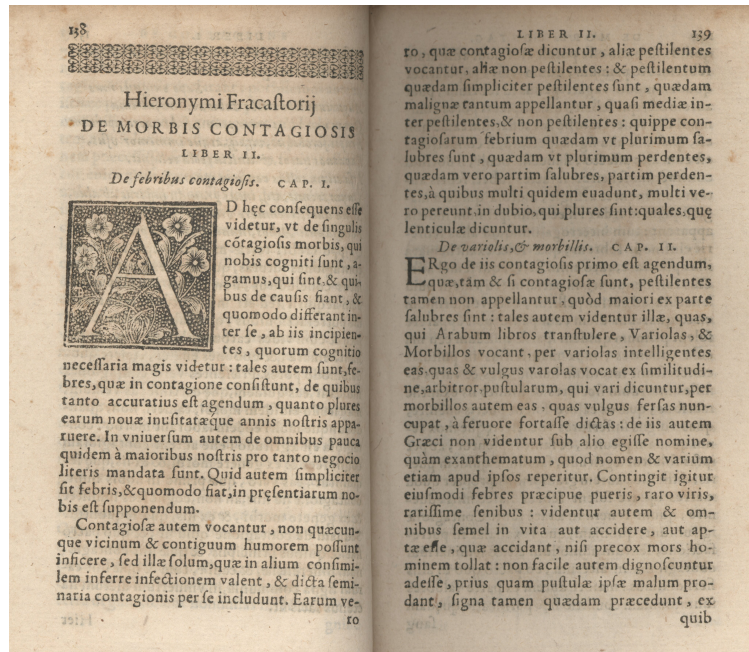 138
Hieronymi Fracaſtorij
DE MORBIS CONTAGIOSIS
LIBER II.
De febribus contagioſis. CAP. I.
AD hęc conſequens eſſe
videtur, vt de ſingulis
cõtagioſis morbis, qui
nobis cogniti ſunt, a-
gamus, qui ſint, & qui-
bus de cauſis fiant, &
quomodo differant in-
ter ſe, ab iis incipien-
tes, quorum cognitio
neceſſaria magis videtur: tales autem ſunt, fe-
bres, quæ in contagione conſiſtunt, de quibus
tanto accuratius eſt agendum, quanto plures
earum nouæ inuſitatæque annis noſtris appa-
ruere. In vniuerſum autem de omnibus pauca
quidem à maioribus noſtris pro tanto negocio
literis mandata ſunt. Quid autem ſimpliciter
ſit febris, & quomodo fiat, in pręſentiarum no-
bis eſt ſupponendum.
Contagioſæ autem vocantur, non quæcun-
que vicinum & contiguum humorem poſſunt
inficere, ſed illæ ſolum, quæ in alium conſimi-
lem inferre infectionem valent, & dicta ſemi-
naria contagionis per ſe includunt. Earum ve-
ro
LIBER II. 139
ro, quæ contagioſæ dicuntur, aliæ peſtilentes
vocantur, aliæ non peſtilentes: & peſtilentum
quædam ſimpliciter peſtilentes ſunt, quædam
malignæ tantum appellantur, quaſi mediæ in-
ter peſtilentes, & non peſtilentes: quippe con-
tagioſarum febrium quædam vt plurimum ſa-
lubres ſunt, quædam vt plurimum perdentes,
quædam vero partim ſalubres, partim perden-
tes, à quibus multi quidem euadunt, multi ve-
ro pereunt, in dubio, qui plures ſint: quales, quę
lenticulæ dicuntur.
De variolis, & morbillis. CAP. II.
ERgo de iis contagioſis primo eſt agendum,
quæ, tam & ſi contagioſæ ſunt, peſtilentes
tamen non appellantur, quòd maiori ex parte
ſalubres ſint: tales autem videntur illæ, quas,
qui Arabum libros tranſtulere, Variolas, &
Morbillos vocant, per variolas intelligentes
eas, quas & vulgus varolas vocat ex ſimilitudi-
ne, arbitror, puſtularum, qui vari dicuntur, per
morbillos autem eas, quas vulgus ferſas nun-
cupat, à feruore fortaſſe dictas: de iis autem
Græci non videntur ſub alio egiſſe nomine,
quàm exanthematum, quod nomen & varium
etiam apud ipſos reperitur. Contingit igitur
eiuſmodi febres præcipue pueris, raro viris,
rariſſime ſenibus: videntur autem & om-
nibus ſemel in vita aut accidere, aut ap-
tæ eſſe, quæ accidant, niſi precox mors ho-
minem tollat: non facile autem dignoſcuntur
adeſſe, prius quam puſtulæ ipſæ malum pro-
dant, ſigna tamen quædam præcedunt, ex
quib